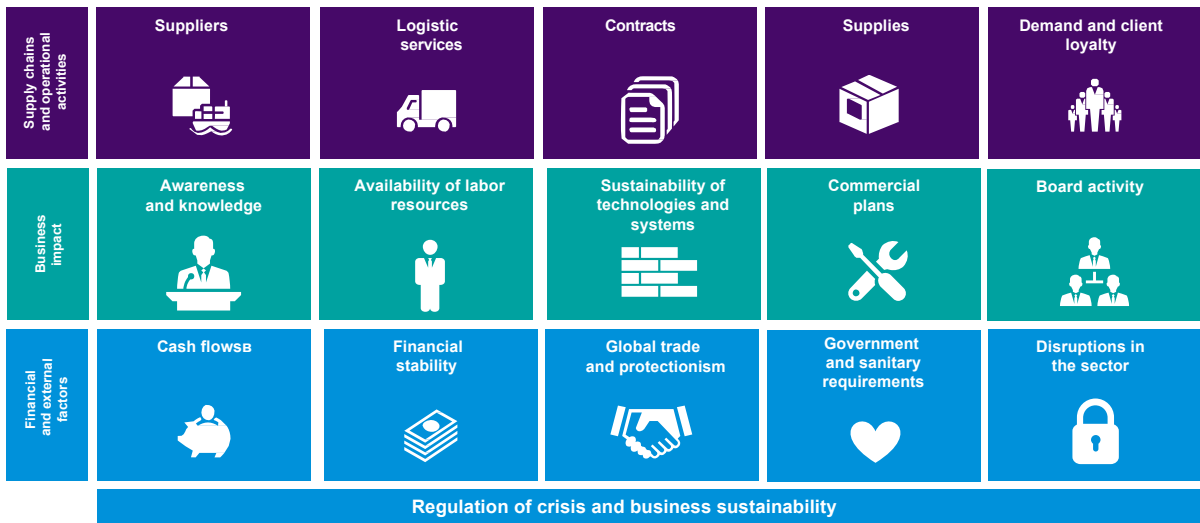 Supply chains
and operational
activities
Suppliers
Logistic
services
Contracts
Supplies
Demand and client
loyalty
Business
impact
Awareness
and knowledge
Availability of labor
resources
Sustainability of
technologies and
systems
Commercial
plans
Board activity
Financial
and external
factors
Cash flowsв
Financial
stability
Global trade
and protectionism
Government
and sanitary
requirements
Disruptions in
the sector
Regulation of crisis and business sustainability